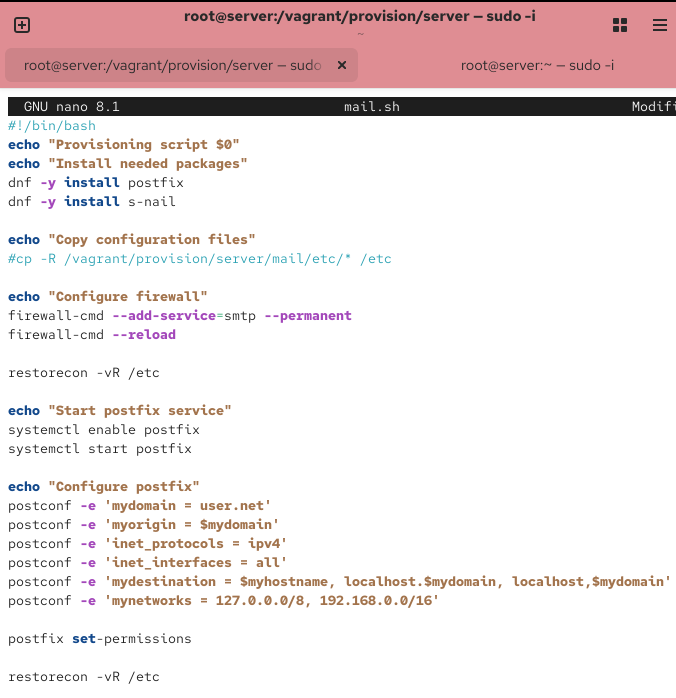 root@server:/vagrant/provision/server — sudo -i
~
root@server:/vagrant/provision/server — sudo
root@server:~ — sudo -i
GNU nano 8.1 mail.sh Modifi
#!/bin/bash
echo "Provisioning script $0"
echo "Install needed packages"
dnf -y install postfix
dnf -y install s-nail
echo "Copy configuration files"
#cp -R /vagrant/provision/server/mail/etc/* /etc
echo "Configure firewall"
firewall-cmd --add-service=smtp --permanent
firewall-cmd --reload
restorecon -vR /etc
echo "Start postfix service"
systemctl enable postfix
systemctl start postfix
echo "Configure postfix"
postconf -e 'mydomain = user.net'
postconf -e 'myorigin = $mydomain'
postconf -e 'inet_protocols = ipv4'
postconf -e 'inet_interfaces = all'
postconf -e 'mydestination = $myhostname, localhost.$mydomain, localhost,$mydomain'
postconf -e 'mynetworks = 127.0.0.0/8, 192.168.0.0/16'
postfix set-permissions
restorecon -vR /etc